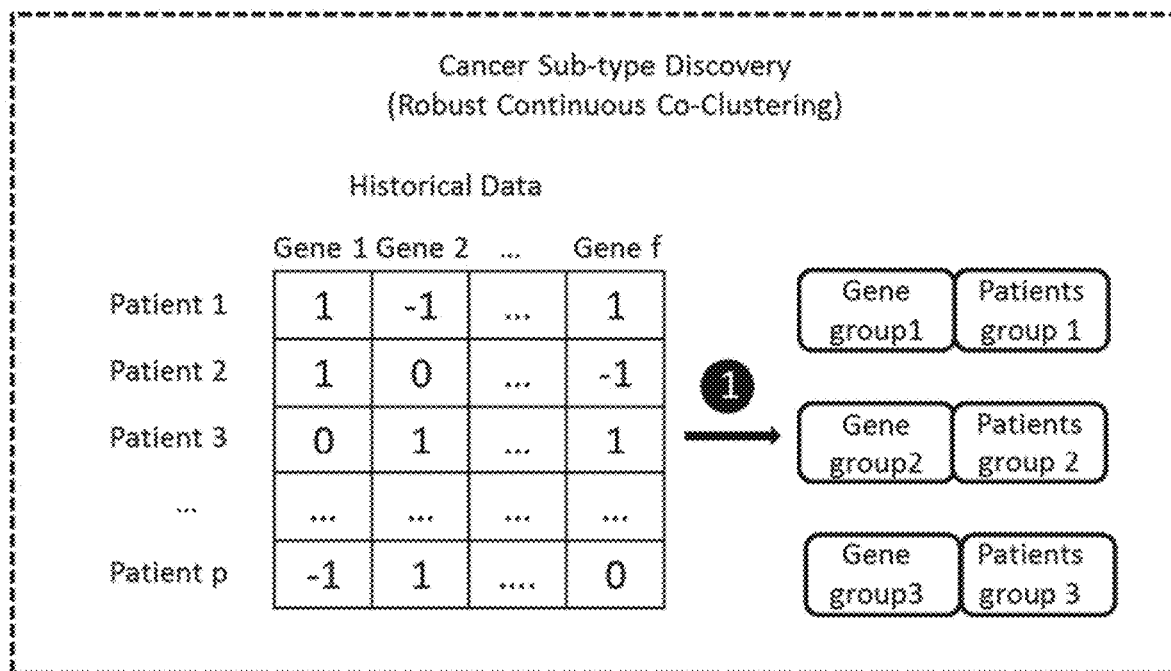 Cancer Sub-type Discovery
(Robust Continuous Co-Clustering)
Historical Data
Gene 1 Gene 2 ... Gene f
Patient 1 1 -1 ... 1
Patient 2 1 0 ... -1
Patient 3 0 1 ... 1
... ... ... ... ...
Patient p -1 1 .... 0
1
Gene group1
Patients group 1
Gene group2
Patients group 2
Gene group3
Patients group 3